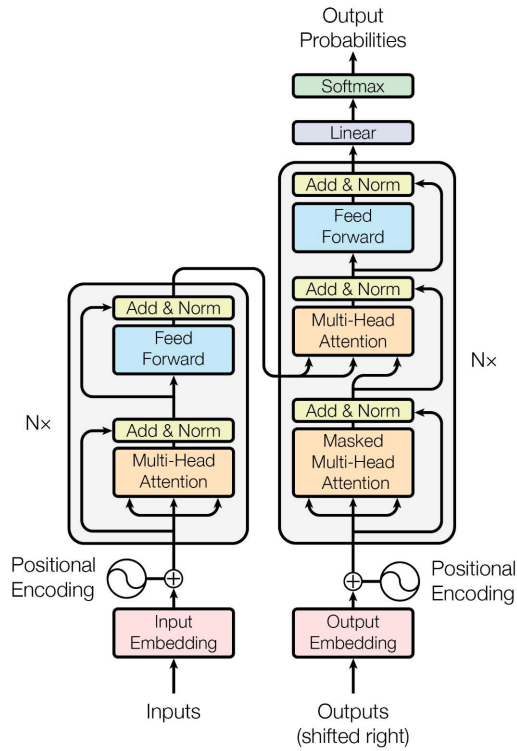 Output
Probabilities
Softmax
Linear
Add & Norm
Feed
Forward
Add & Norm
Multi-Head
Attention
Add & Norm
Masked
Multi-Head
Attention
N×
Add & Norm
Feed
Forward
Add & Norm
Multi-Head
Attention
N×
Positional
Encoding
Positional
Encoding
Input
Embedding
Output
Embedding
Inputs
Outputs
(shifted right)